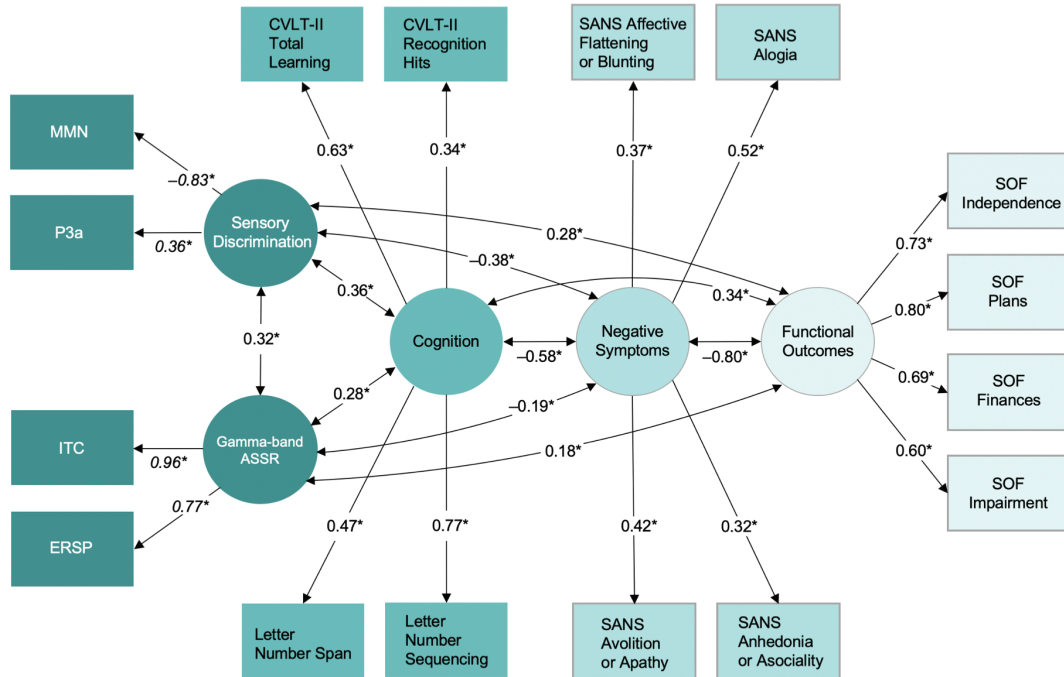 CVLT-II
Total
Learning
CVLT-II
Recognition
Hits
SANS Affective
Flattening
or Blunting
SANS
Alogia
MMN
P3a
ITC
ERSP
–0.83*
0.36*
0.96*
0.77*
Sensory
Discrimination
Gamma-band
ASSR
0.32*
0.36*
0.28*
0.63*
0.34*
0.37*
0.52*
0.28*
–0.38*
0.34*
Cognition
–0.58*
Negative
Symptoms
–0.80*
Functional
Outcomes
–0.19*
0.18*
0.47*
0.77*
0.42*
0.32*
0.73*
0.80*
0.69*
0.60*
SOF
Independence
SOF
Plans
SOF
Finances
SOF
Impairment
Letter
Number Span
Letter
Number
Sequencing
SANS
Avolition
or Apathy
SANS
Anhedonia
or Asociality